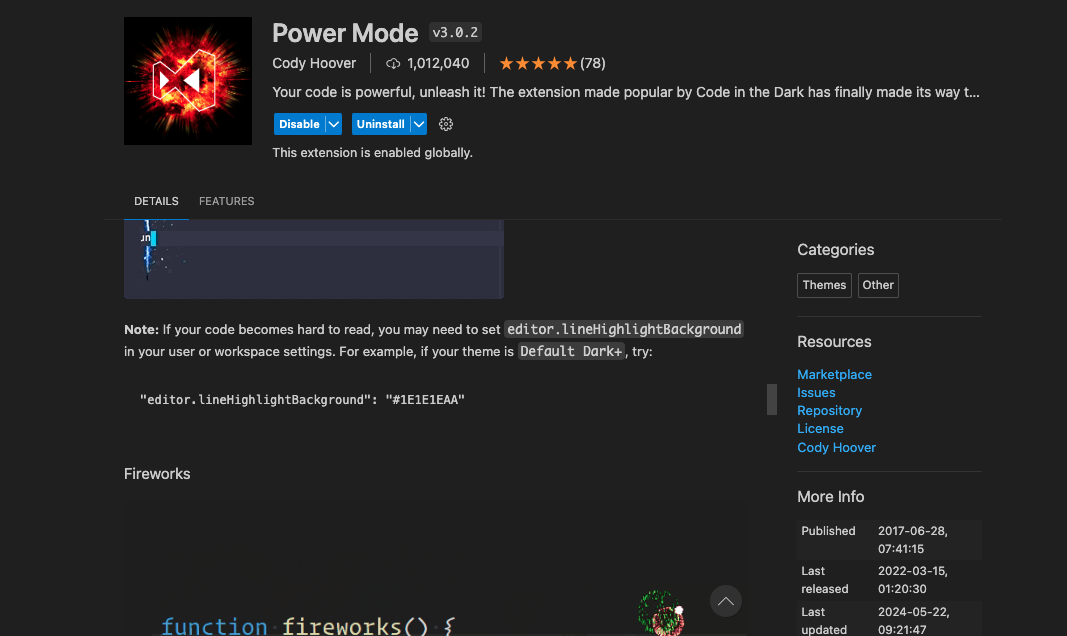 Power Mode v3.0.2
Cody Hoover 1,012,040 (78)
Your code is powerful, unleash it! The extension made popular by Code in the Dark has finally made its way t...
Disable Uninstall
This extension is enabled globally.
DETAILS FEATURES
un
Note: If your code becomes hard to read, you may need to set editor.lineHighlightBackground
in your user or workspace settings. For example, if your theme is Default Dark+, try:
"editor.lineHighlightBackground": "#1E1E1EAA"
Fireworks
function fireworks() {
Categories
Themes Other
Resources
Marketplace
Issues
Repository
License
Cody Hoover
More Info
Published 2017-06-28,
07:41:15
Last 2022-03-15,
released 01:20:30
Last 2024-05-22,
updated 09:21:47